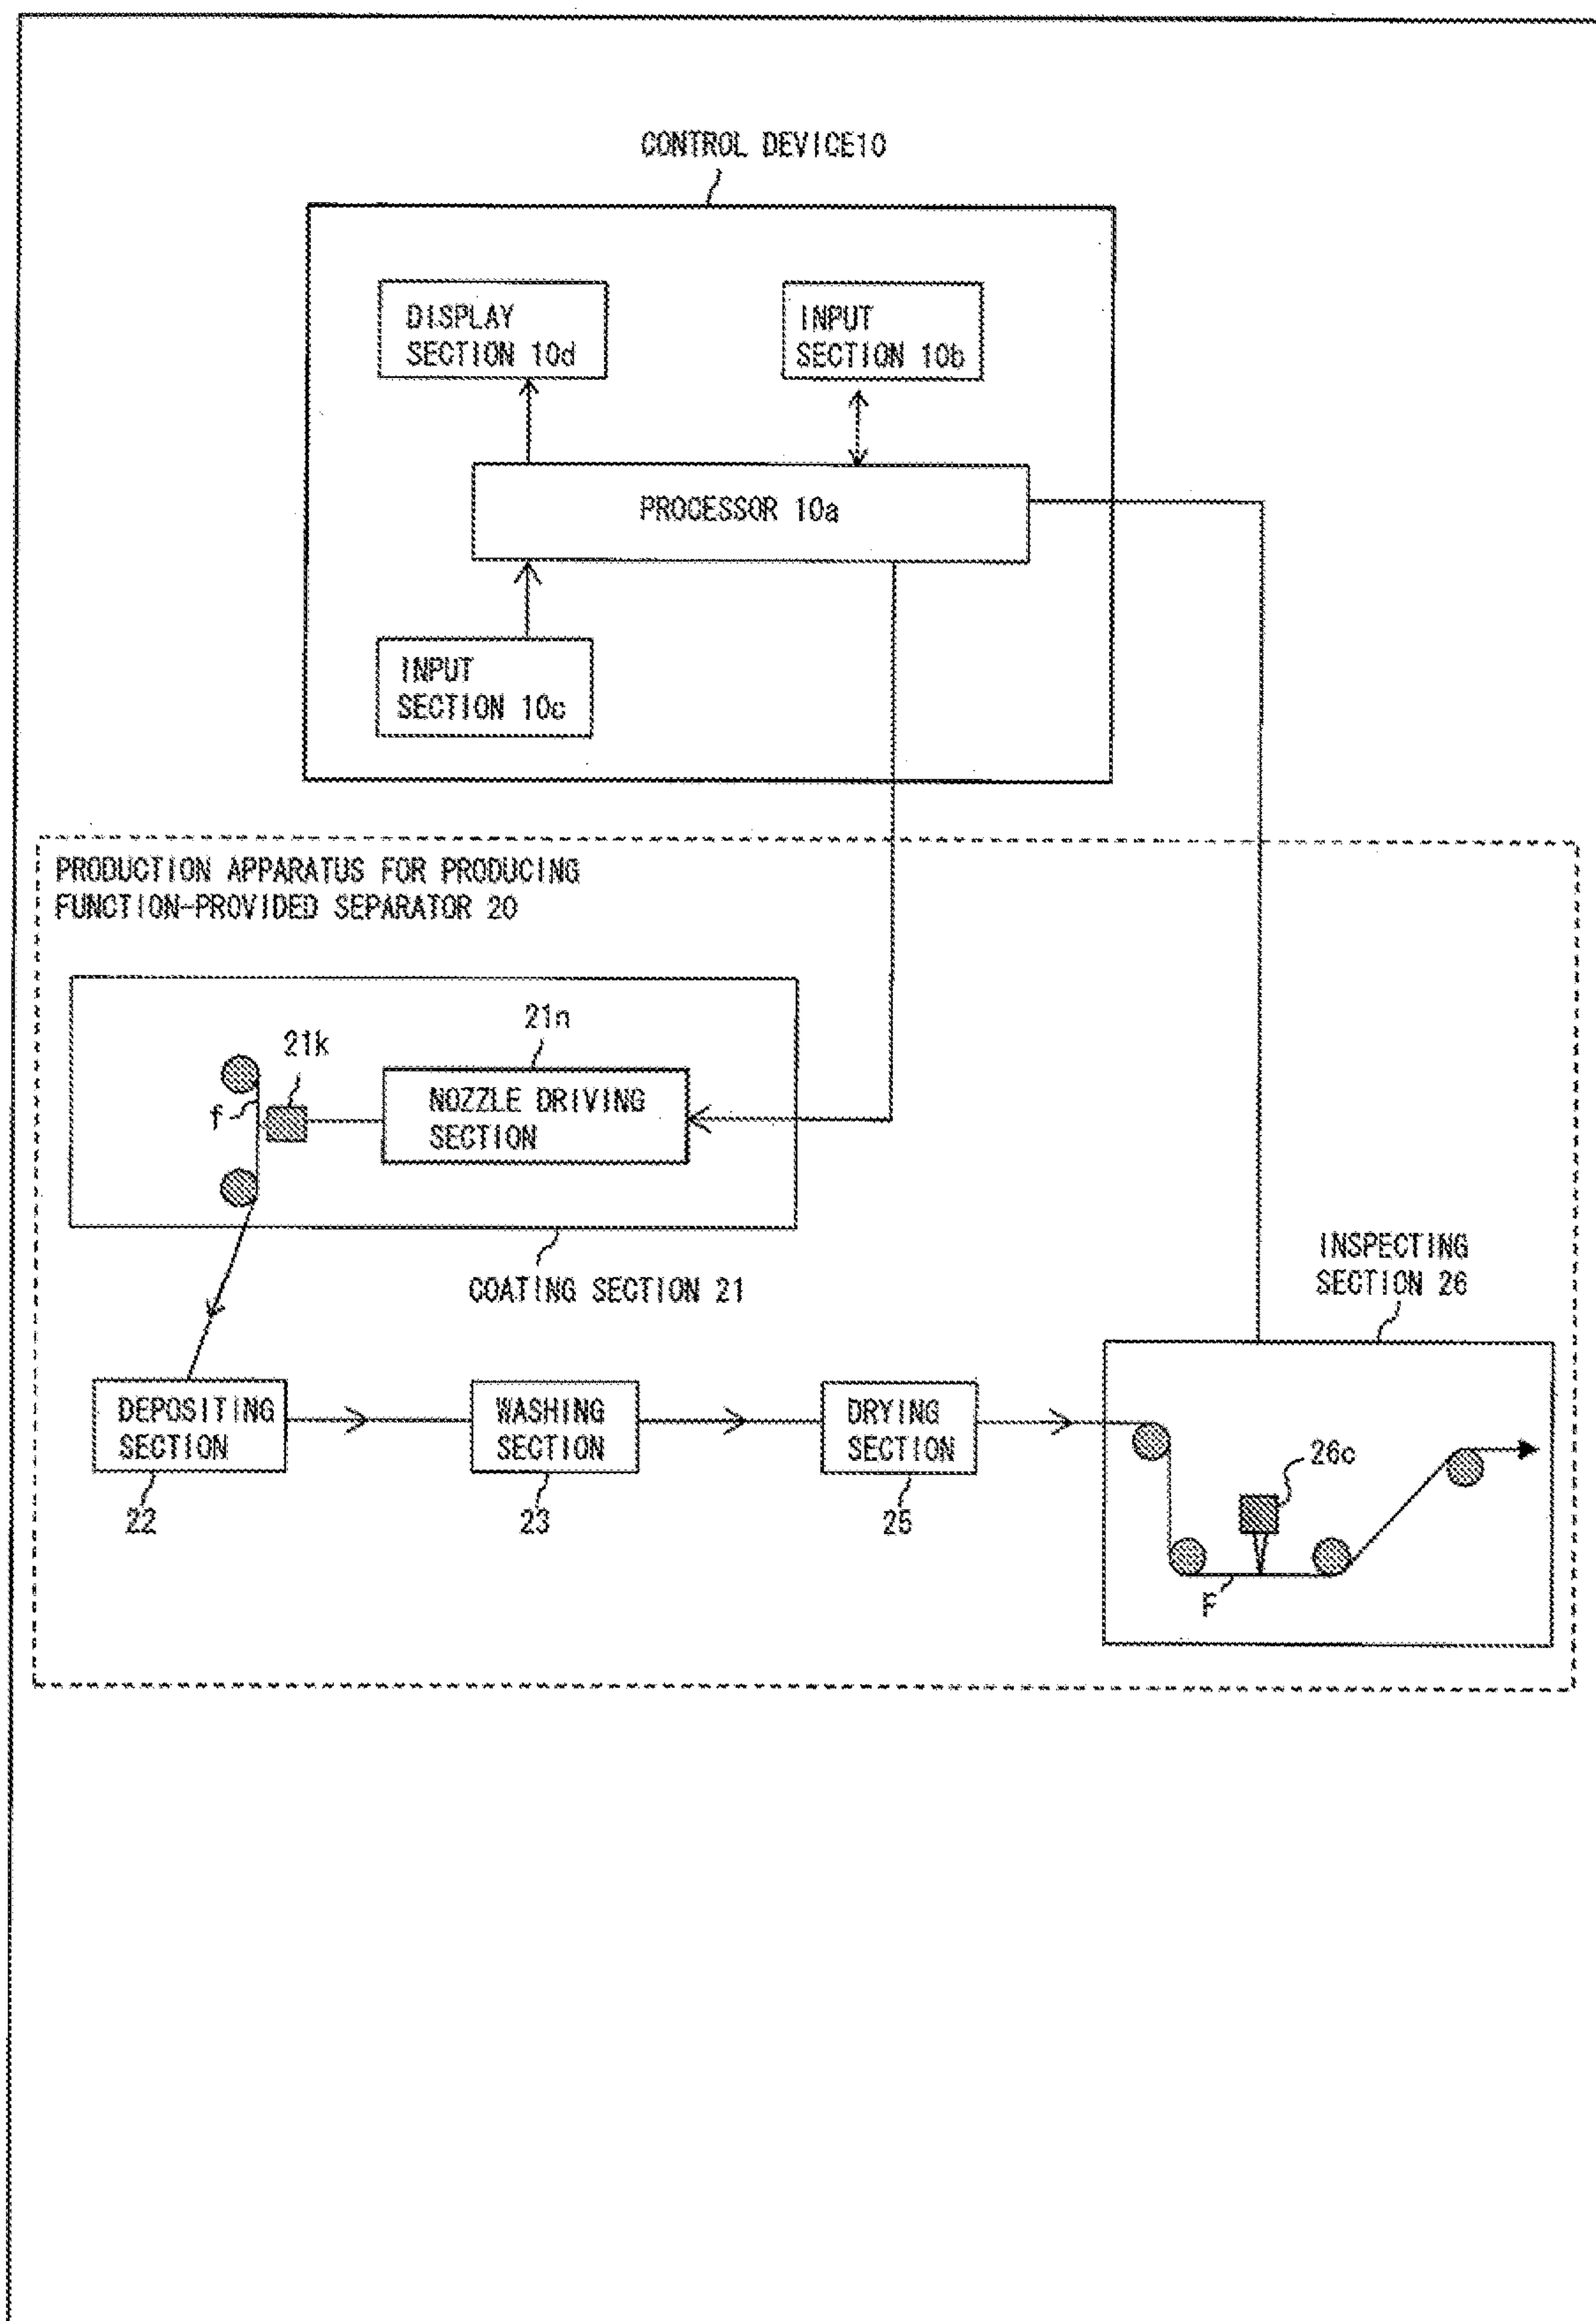 CONTROL DEVICE10
DISPLAY
SECTION 10d
INPUT
SECTION 10b
PROCESSOR 10a
INPUT
SECTION 10c
PRODUCTION APPARATUS FOR PRODUCING
FUNCTION-PROVIDED SEPARATOR 20
21n
21k
f
NOZZLE DRIVING
SECTION
COATING SECTION 21
INSPECTING
SECTION 26
DEPOSITING
SECTION
22
WASHING
SECTION
23
DRYING
SECTION
25
26c
F